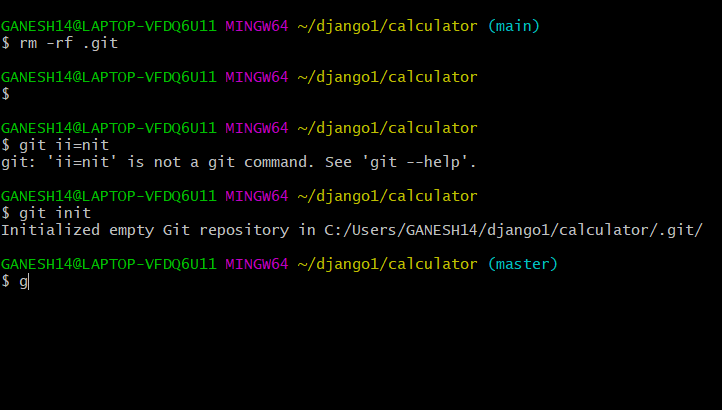 GANESH14@LAPTOP-VFDQ6U11 MINGW64 ~/django1/calculator (main)
$ rm -rf .git
GANESH14@LAPTOP-VFDQ6U11 MINGW64 ~/django1/calculator
$
GANESH14@LAPTOP-VFDQ6U11 MINGW64 ~/django1/calculator
$ git ii=nit
git: 'ii=nit' is not a git command. See 'git --help'.
GANESH14@LAPTOP-VFDQ6U11 MINGW64 ~/django1/calculator
$ git init
Initialized empty Git repository in C:/Users/GANESH14/django1/calculator/.git/
GANESH14@LAPTOP-VFDQ6U11 MINGW64 ~/django1/calculator (master)
$ g